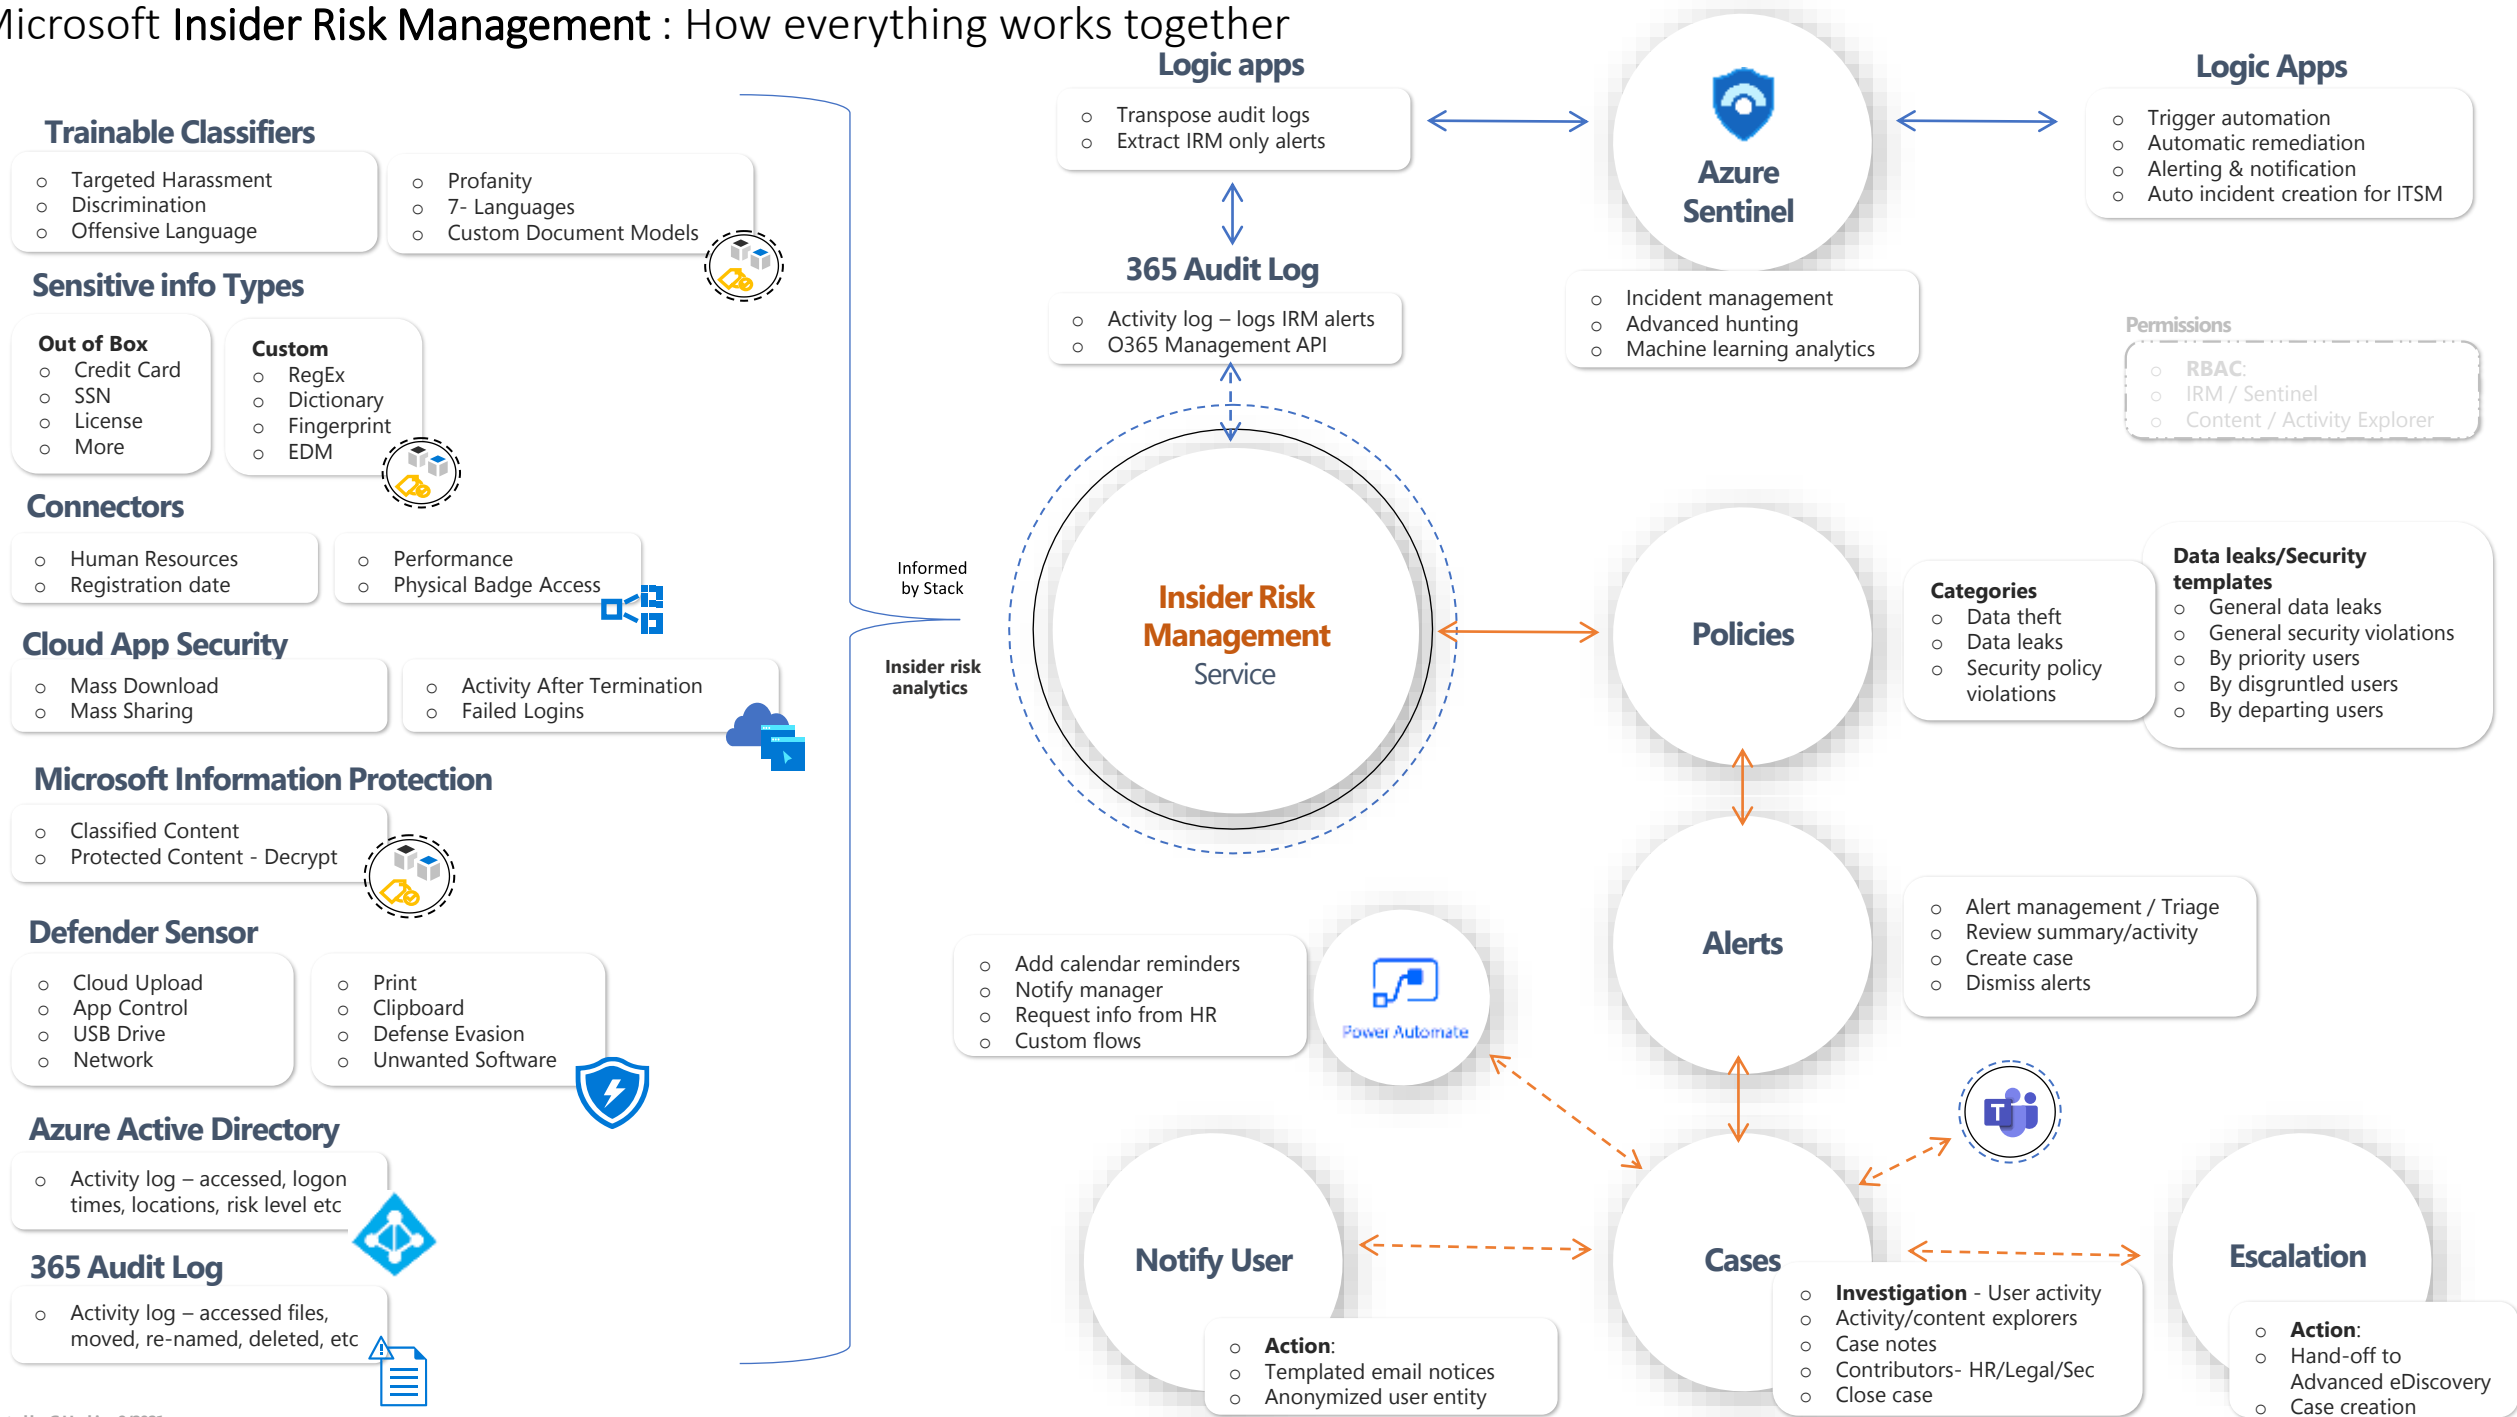 Microsoft Insider Risk Management : How everything works together
Trainable Classifiers
Targeted Harassment
Discrimination
Offensive Language
Profanity
7- Languages
Custom Document Models
Sensitive info Types
Out of Box
Credit Card
SSN
License
More
Custom
RegEx
Dictionary
Fingerprint
EDM
Connectors
Human Resources
Registration date
Performance
Physical Badge Access
Cloud App Security
Mass Download
Mass Sharing
Activity After Termination
Failed Logins
Microsoft Information Protection
Classified Content
Protected Content - Decrypt
Defender Sensor
Cloud Upload
App Control
USB Drive
Network
Print
Clipboard
Defense Evasion
Unwanted Software
Azure Active Directory
Activity log – accessed, logon
times, locations, risk level etc
365 Audit Log
Activity log – accessed files,
moved, re-named, deleted, etc
Informed
by Stack
Insider risk
analytics
Logic apps
Transpose audit logs
Extract IRM only alerts
365 Audit Log
Activity log – logs IRM alerts
O365 Management API
Insider Risk
Management
Service
Azure
Sentinel
Incident management
Advanced hunting
Machine learning analytics
Logic Apps
Trigger automation
Automatic remediation
Alerting & notification
Auto incident creation for ITSM
Permissions
RBAC:
IRM / Sentinel
Content / Activity Explorer
Policies
Categories
Data theft
Data leaks
Security policy
violations
Data leaks/Security
templates
General data leaks
General security violations
By priority users
By disgruntled users
By departing users
Alerts
Alert management / Triage
Review summary/activity
Create case
Dismiss alerts
Add calendar reminders
Notify manager
Request info from HR
Custom flows
Power Automate
T
Notify User
Action:
Templated email notices
Anonymized user entity
Cases
Investigation - User activity
Activity/content explorers
Case notes
Contributors- HR/Legal/Sec
Close case
Escalation
Action:
Hand-off to
Advanced eDiscovery
Case creation